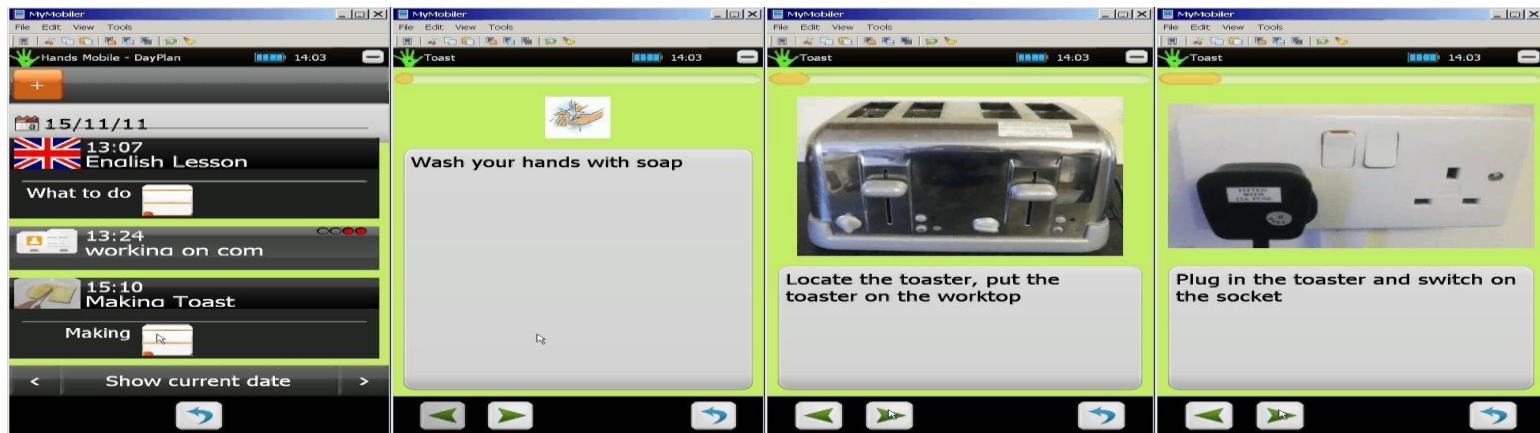 MyMobiler
File Edit View Tools
Hands Mobile - DayPlan 14:03
+
15/11/11
13:07
English Lesson
What to do
13:24
working on com
15:10
Making Toast
Making
< Show current date >
MyMobiler
File Edit View Tools
Toast 14:03
Wash your hands with soap
MyMobiler
File Edit View Tools
Toast 14:03
Locate the toaster, put the
toaster on the worktop
MyMobiler
File Edit View Tools
Toast 14:03
FITTED
WITH
13A FUSE
Plug in the toaster and switch on
the socket